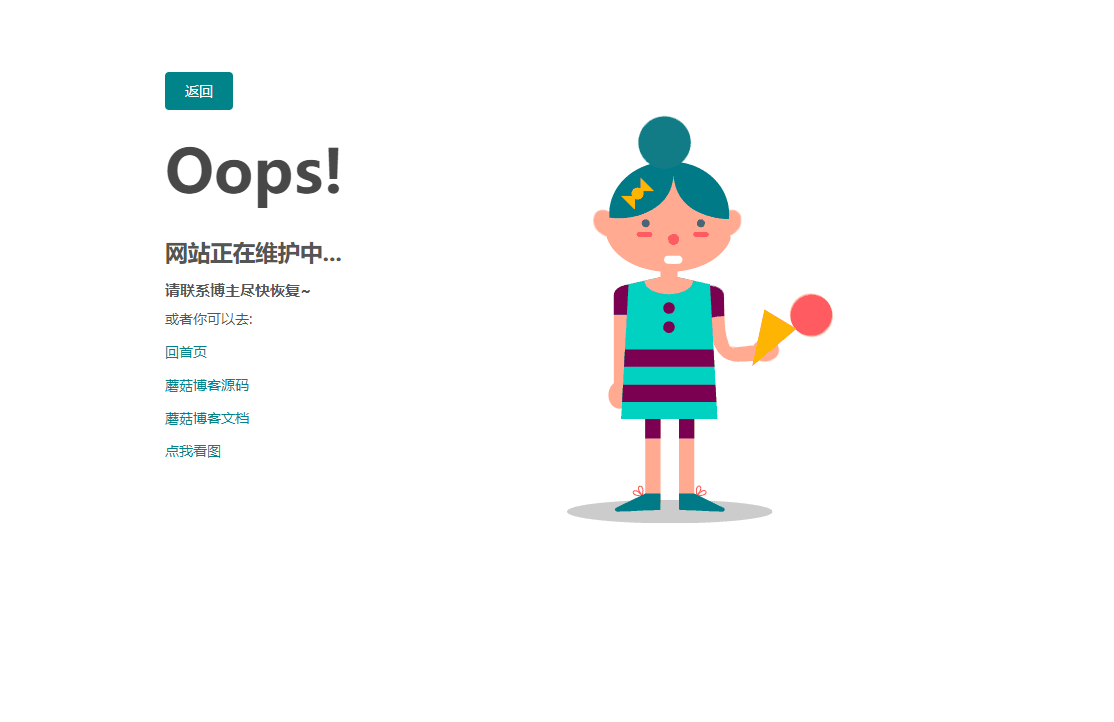 返回
Oops!
网站正在维护中...
请联系博主尽快恢复~
或者你可以去:
回首页
蘑菇博客源码
蘑菇博客文档
点我看图